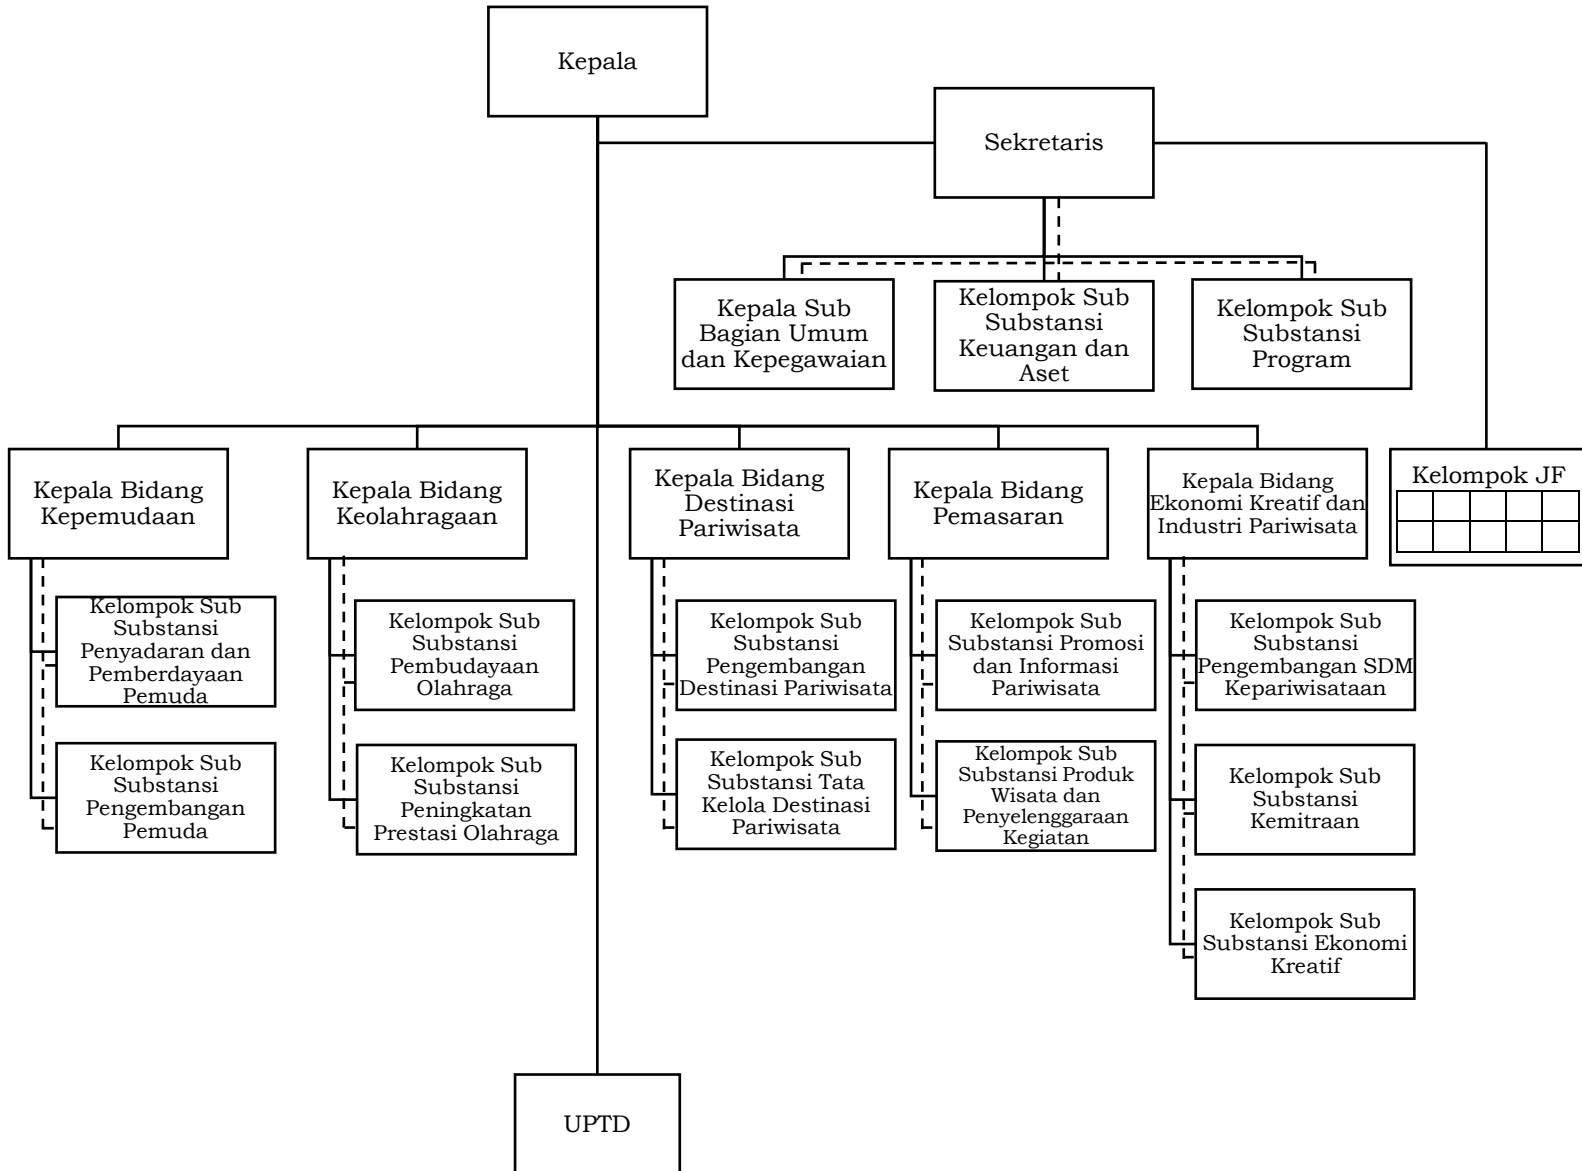 Kepala
Sekretaris
Kepala Sub
Bagian Umum
dan Kepegawaian
Kelompok Sub
Substansi
Keuangan dan
Aset
Kelompok Sub
Substansi
Program
Kepala Bidang
Kepemudaan
Kepala Bidang
Keolahragaan
Kepala Bidang
Destinasi
Pariwisata
Kepala Bidang
Pemasaran
Kepala Bidang
Ekonomi Kreatif dan
Industri Pariwisata
Kelompok JF
Kelompok Sub
Substansi
Penyadaran dan
Pemberdayaan
Pemuda
Kelompok Sub
Substansi
Pembudayaan
Olahraga
Kelompok Sub
Substansi
Pengembangan
Destinasi Pariwisata
Kelompok Sub
Substansi Promosi
dan Informasi
Pariwisata
Kelompok Sub
Substansi
Pengembangan SDM
Kepariwisataan
Kelompok Sub
Substansi
Pengembangan
Pemuda
Kelompok Sub
Substansi
Peningkatan
Prestasi Olahraga
Kelompok Sub
Substansi Tata
Kelola Destinasi
Pariwisata
Kelompok Sub
Substansi Produk
Wisata dan
Penyelenggaraan
Kegiatan
Kelompok Sub
Substansi
Kemitraan
Kelompok Sub
Substansi Ekonomi
Kreatif
UPTD